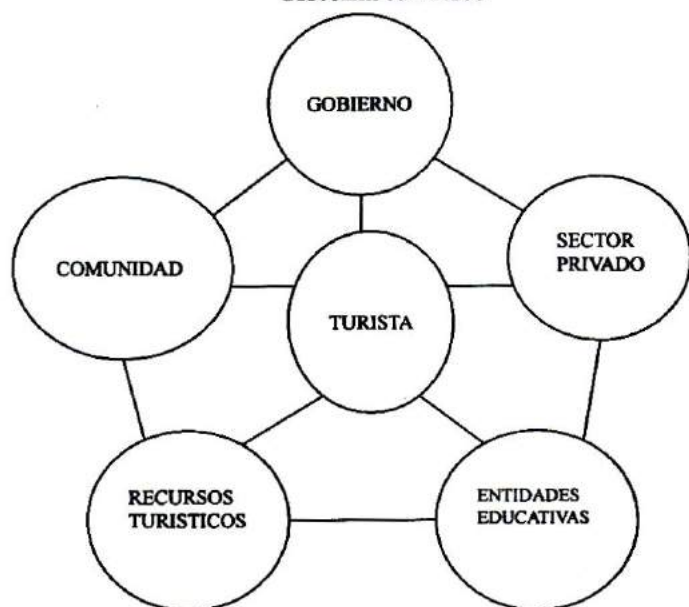 GOBIERNO
COMUNIDAD
SECTOR
PRIVADO
TURISTA
RECURSOS
TURISTICOS
ENTIDADES
EDUCATIVAS